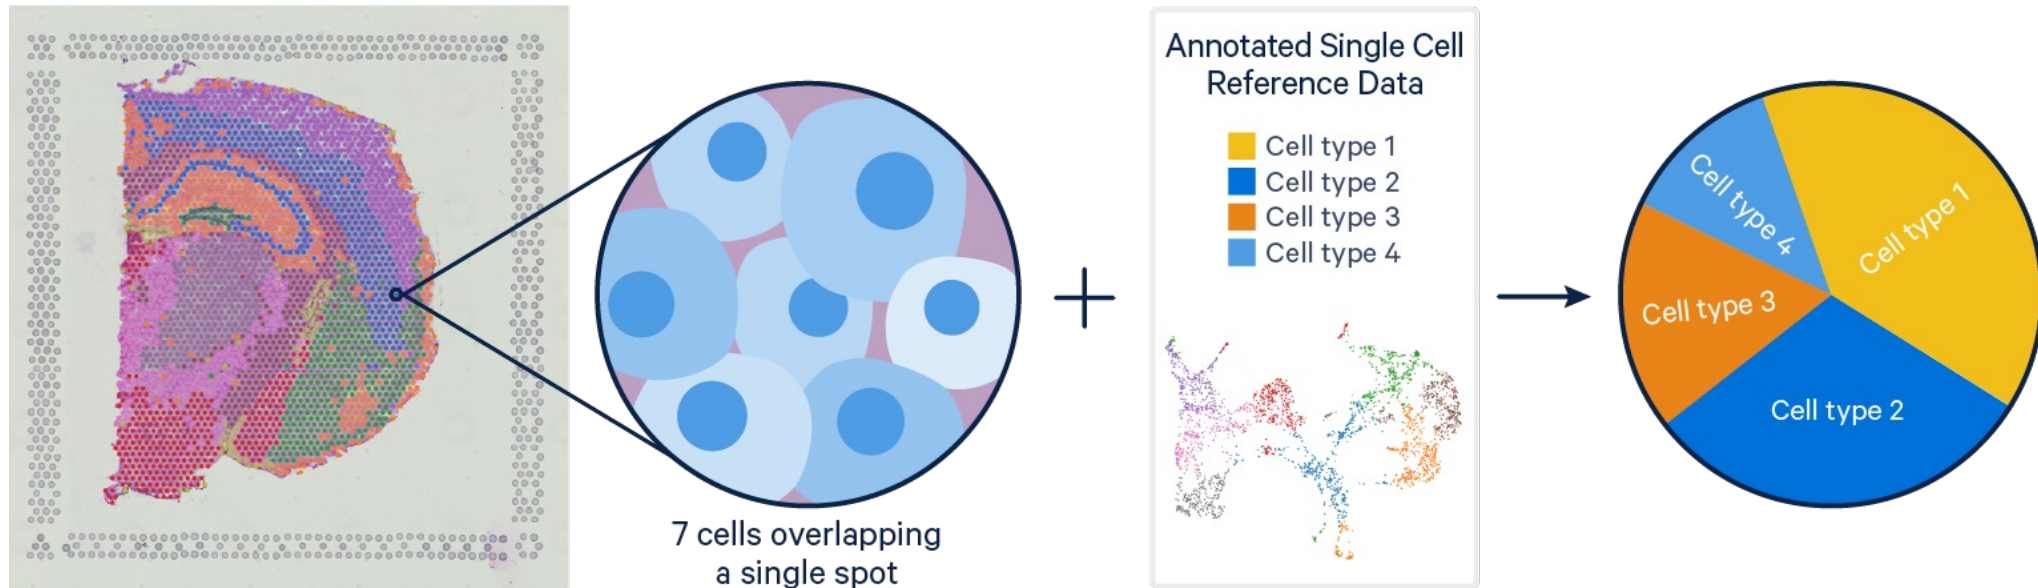 7 cells overlapping
a single spot
Annotated Single Cell
Reference Data
Cell type 1
Cell type 2
Cell type 3
Cell type 4
Cell type 1
Cell type 2
Cell type 3
Cell type 4